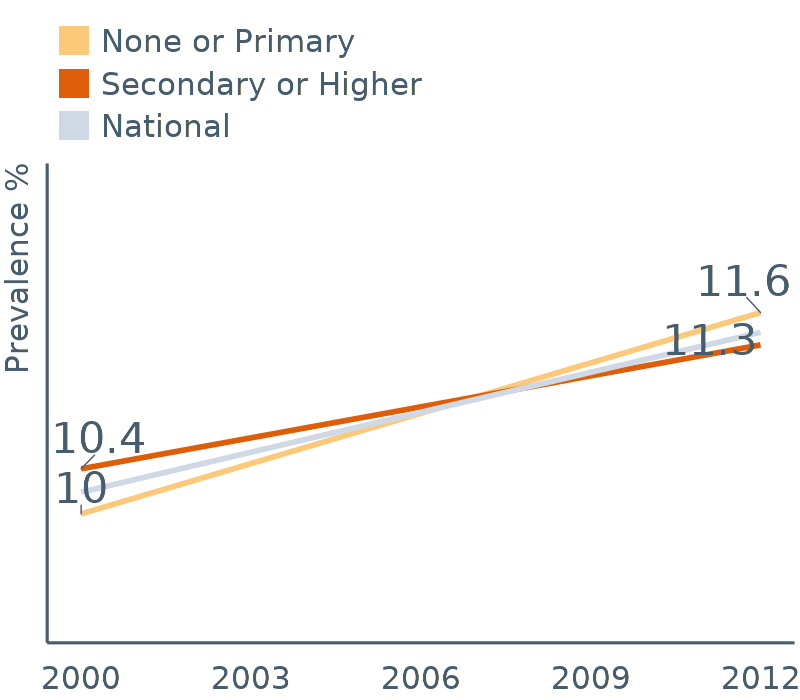 None or Primary
Secondary or Higher
National
Prevalence %
11.6
11.3
10.4
10
2000 2003 2006 2009 2012